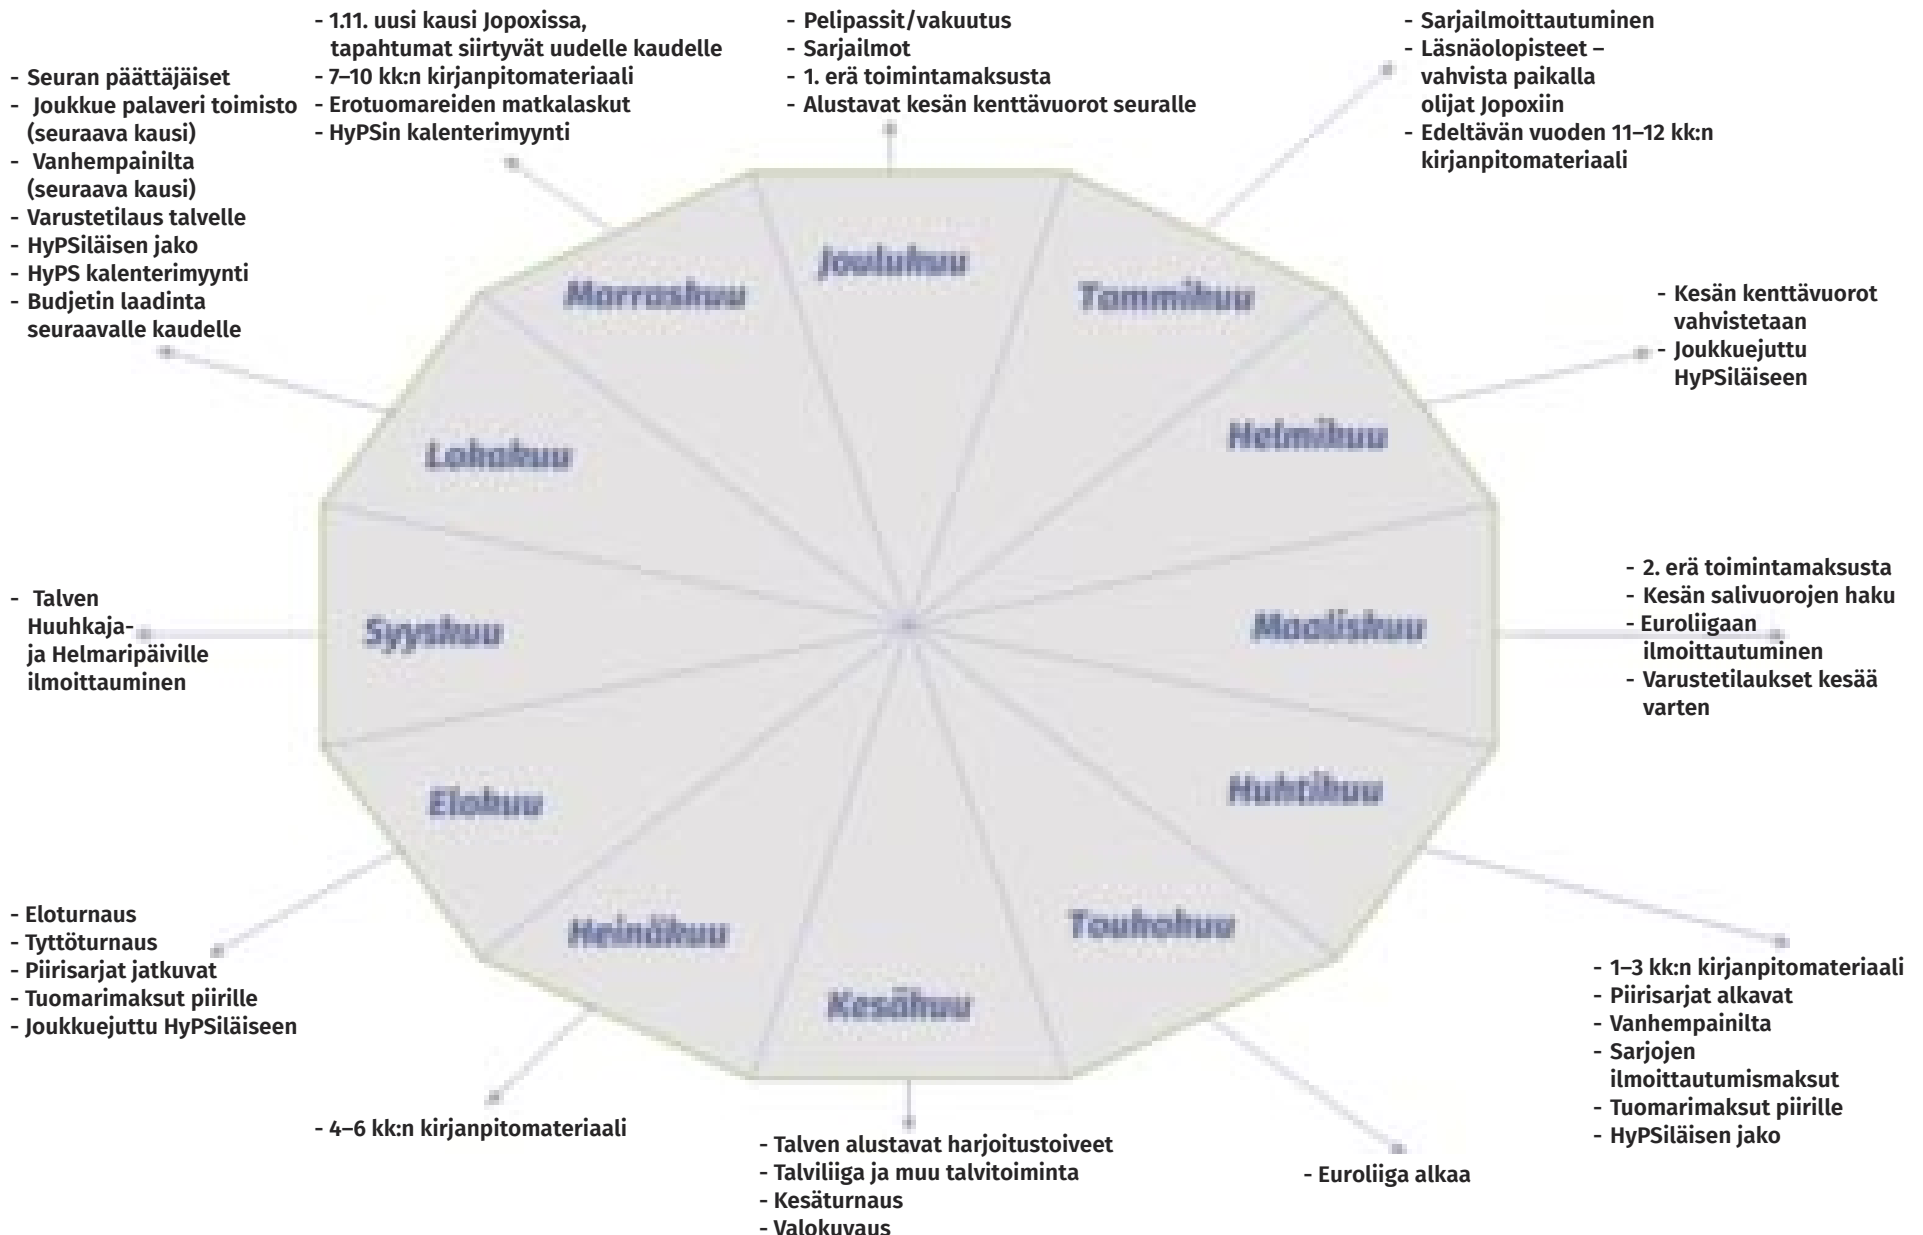 - Seuran päättäjäiset
- Joukkue palaveri toimisto
(seuraava kausi)
- Vanhempainilta
(seuraava kausi)
- Varustetilaus talvelle
- HyPSiläisen jako
- HyPS kalenterimyynti
- Budjetin laadinta
seuraavalle kaudelle
- 1.11. uusi kausi Jopoxissa,
tapahtumat siirtyvät uudelle kaudelle
- 7–10 kk:n kirjanpitomateriaali
- Erotuomareiden matkalaskut
- HyPSin kalenterimyynti
- Pelipassit/vakuutus
- Sarjailmot
- 1. erä toimintamaksusta
- Alustavat kesän kenttävuorot seuralle
- Sarjailmoittautuminen
- Läsnäolopisteet –
vahvista paikalla
olijat Jopoxiin
- Edeltävän vuoden 11–12 kk:n
kirjanpitomateriaali
- Kesän kenttävuorot
vahvistetaan
- Joukkuejuttu
HyPSiläiseen
Joulukuu
Marraskuu
Tammikuu
Helmikuu
Lokakuu
Syyskuu
Maaliskuu
Elokuu
Huhtikuu
Heinäkuu
Toukokuu
Kesäkuu
- Talven
Huuhkaja-
ja Helmaripäiville
ilmoittauminen
- 2. erä toimintamaksusta
- Kesän salivuorojen haku
- Euroliigaan
ilmoittautuminen
- Varustetilaukset kesää
varten
- Eloturnaus
- Tyttöturnaus
- Piirisarjat jatkuvat
- Tuomarimaksut piirille
- Joukkuejuttu HyPSiläiseen
- 4–6 kk:n kirjanpitomateriaali
- Talven alustavat harjoitustoiveet
- Talviliiga ja muu talvitoiminta
- Kesäturnaus
- Valokuvaus
- Euroliiga alkaa
- 1–3 kk:n kirjanpitomateriaali
- Piirisarjat alkavat
- Vanhempainilta
- Sarjojen
ilmoittautumismaksut
- Tuomarimaksut piirille
- HyPSiläisen jako